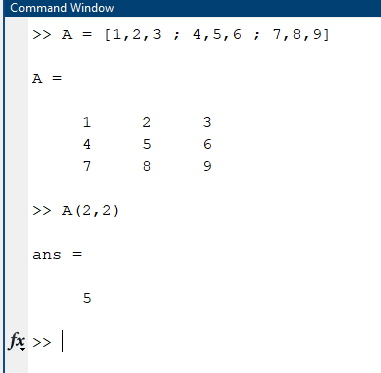 Command Window
>> A = [1,2,3 ; 4,5,6 ; 7,8,9]
A =
1 2 3
4 5 6
7 8 9
>> A(2,2)
ans =
5
fx >>